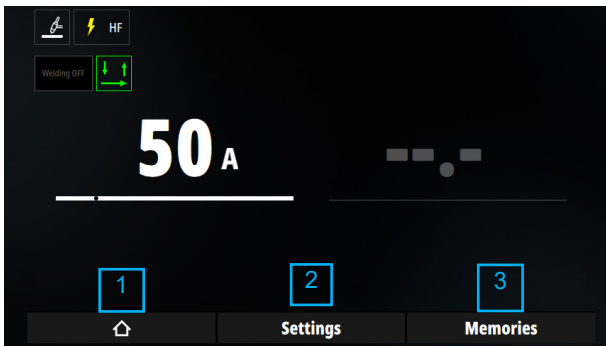 HF
Welding OFF
50 A
--.-
1
2
3
Settings
Memories